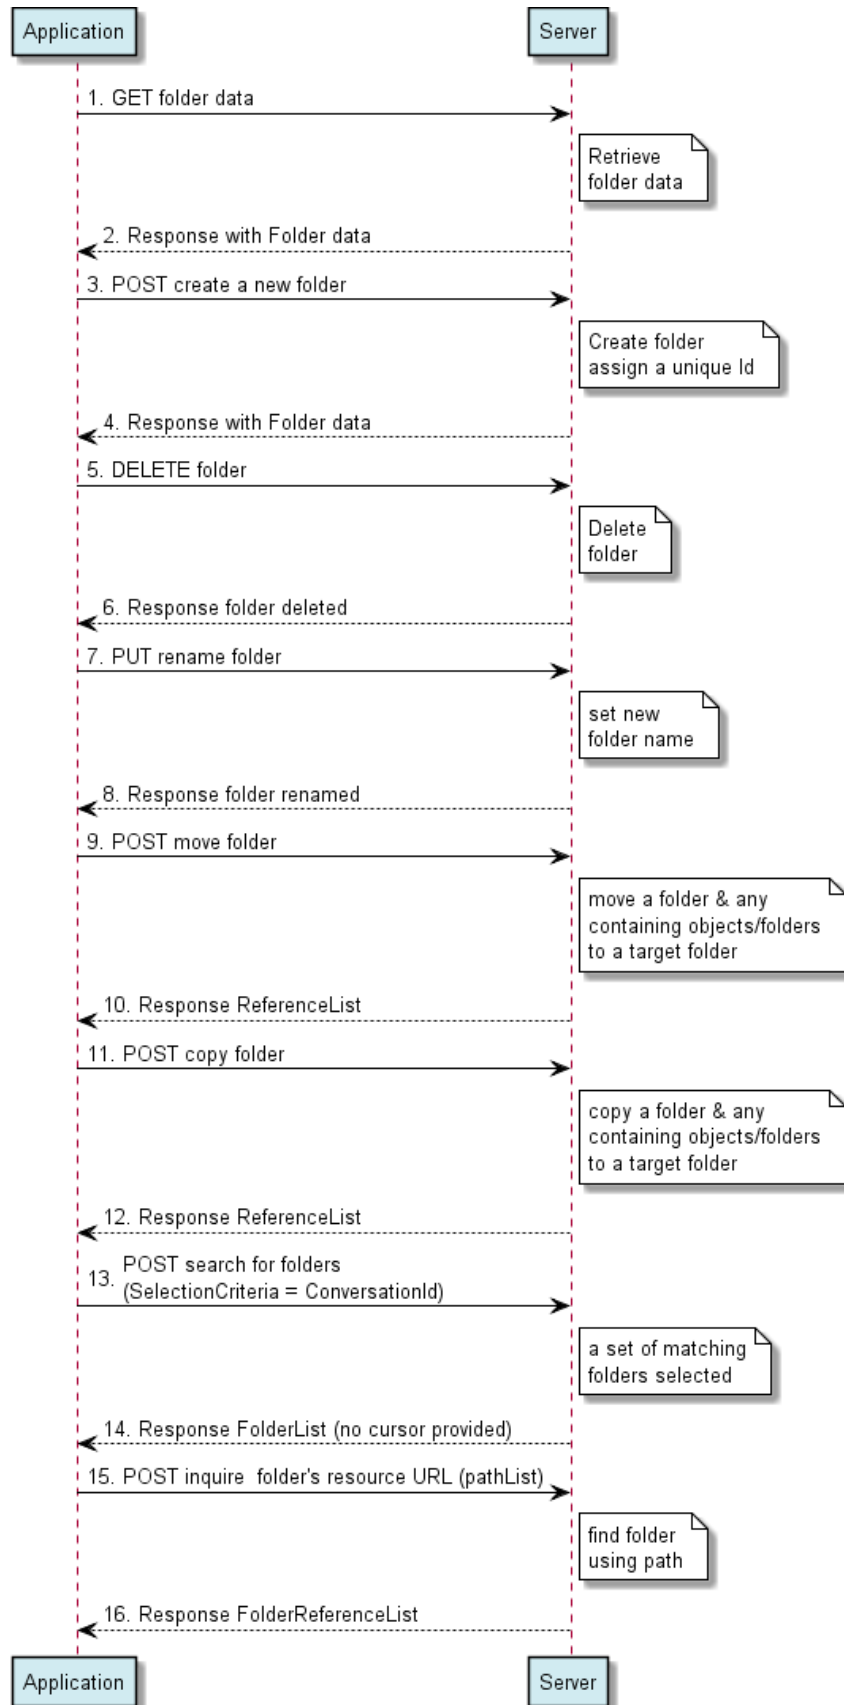 Application
Server
1. GET folder data
Retrieve
folder data
2. Response with Folder data
3. POST create a new folder
Create folder
assign a unique Id
4. Response with Folder data
5. DELETE folder
Delete
folder
6. Response folder deleted
7. PUT rename folder
set new
folder name
8. Response folder renamed
9. POST move folder
move a folder & any
containing objects/folders
to a target folder
10. Response ReferenceList
11. POST copy folder
copy a folder & any
containing objects/folders
to a target folder
12. Response ReferenceList
13. POST search for folders
(SelectionCriteria = ConversationId)
a set of matching
folders selected
14. Response FolderList (no cursor provided)
15. POST inquire  folder's resource URL (pathList)
find folder
using path
16. Response FolderReferenceList
Application
Server